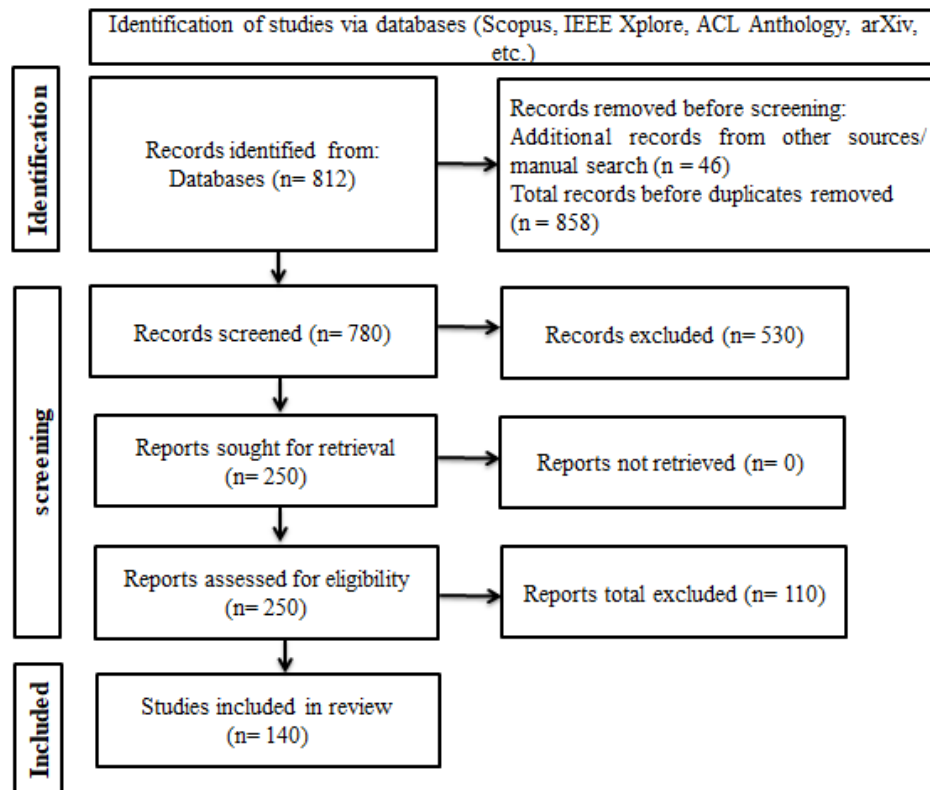 Identification of studies via databases (Scopus, IEEE Xplore, ACL Anthology, arXiv,
etc.)
Identification
Records identified from:
Databases (n= 812)
Records removed before screening:
Additional records from other sources/
manual search (n = 46)
Total records before duplicates removed
(n = 858)
screening
Records screened (n= 780)
Records excluded (n= 530)
Reports sought for retrieval
(n= 250)
Reports not retrieved (n= 0)
Reports assessed for eligibility
(n= 250)
Reports total excluded (n= 110)
Included
Studies included in review
(n= 140)